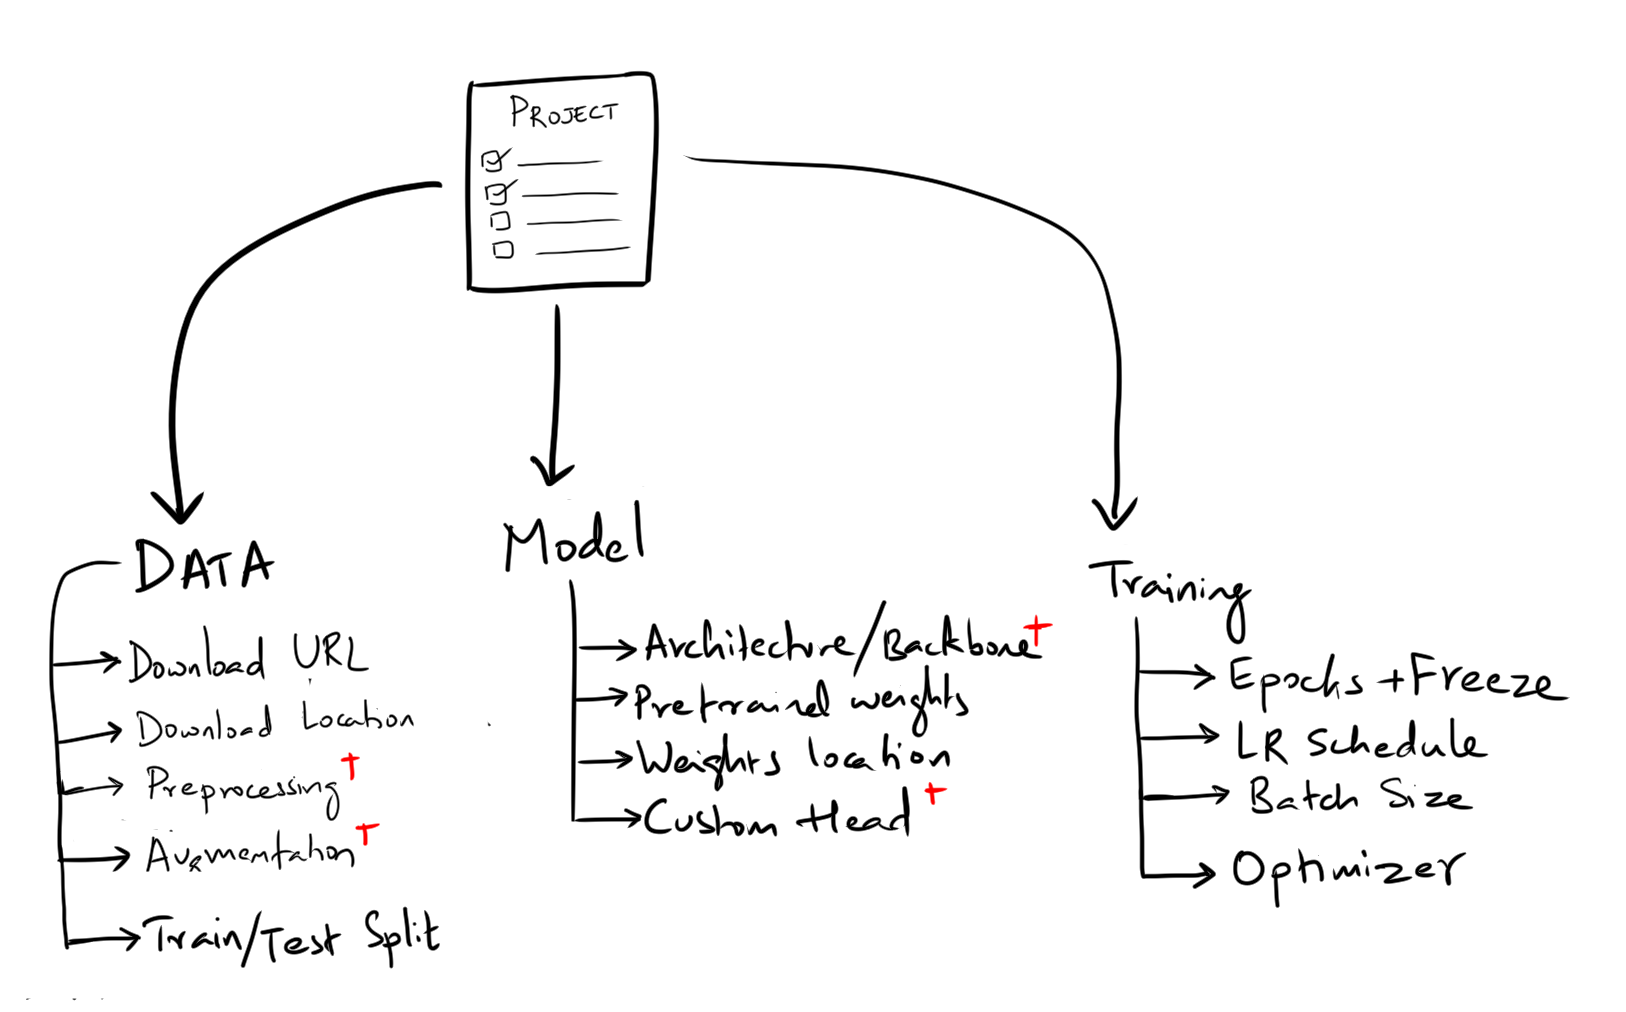 PROJECT
DATA
Download URL
Download Location
Preprocessing†
Augmentation†
Train/Test Split
Model
Architecture/Backbone†
Pretrained weights
Weights location
Custom Head†
Training
Epochs + Freeze
LR Schedule
Batch Size
Optimizer